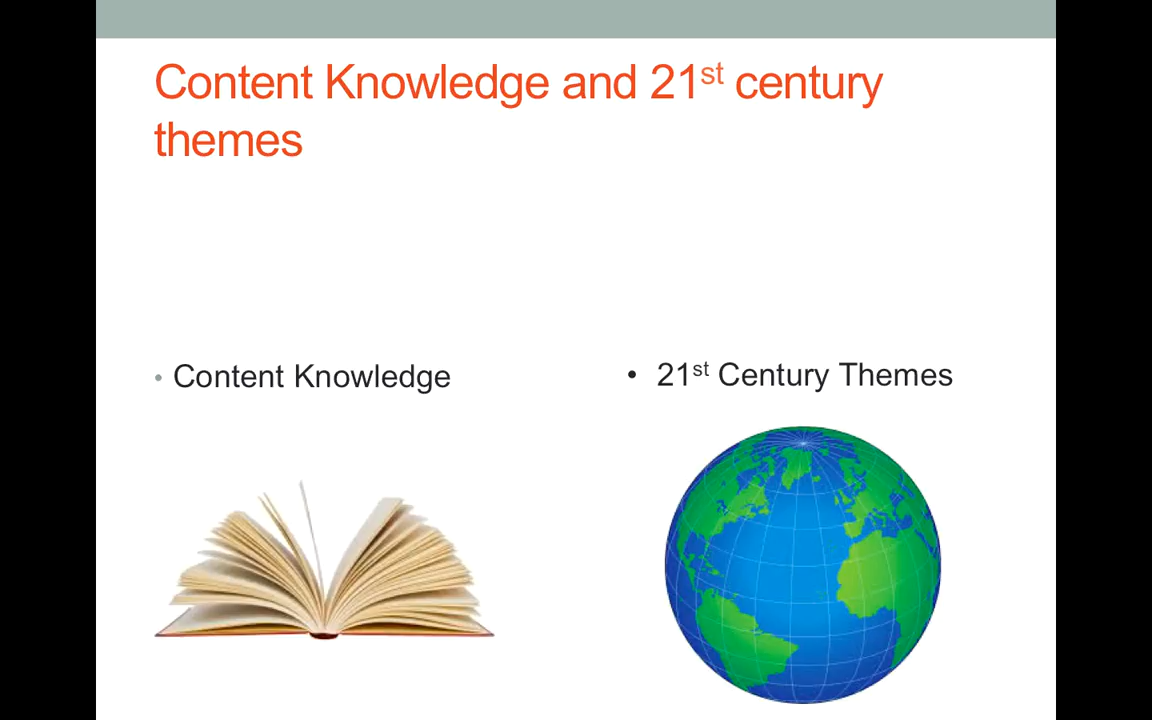 Content Knowledge and 21st century
themes
• Content Knowledge
• 21st Century Themes